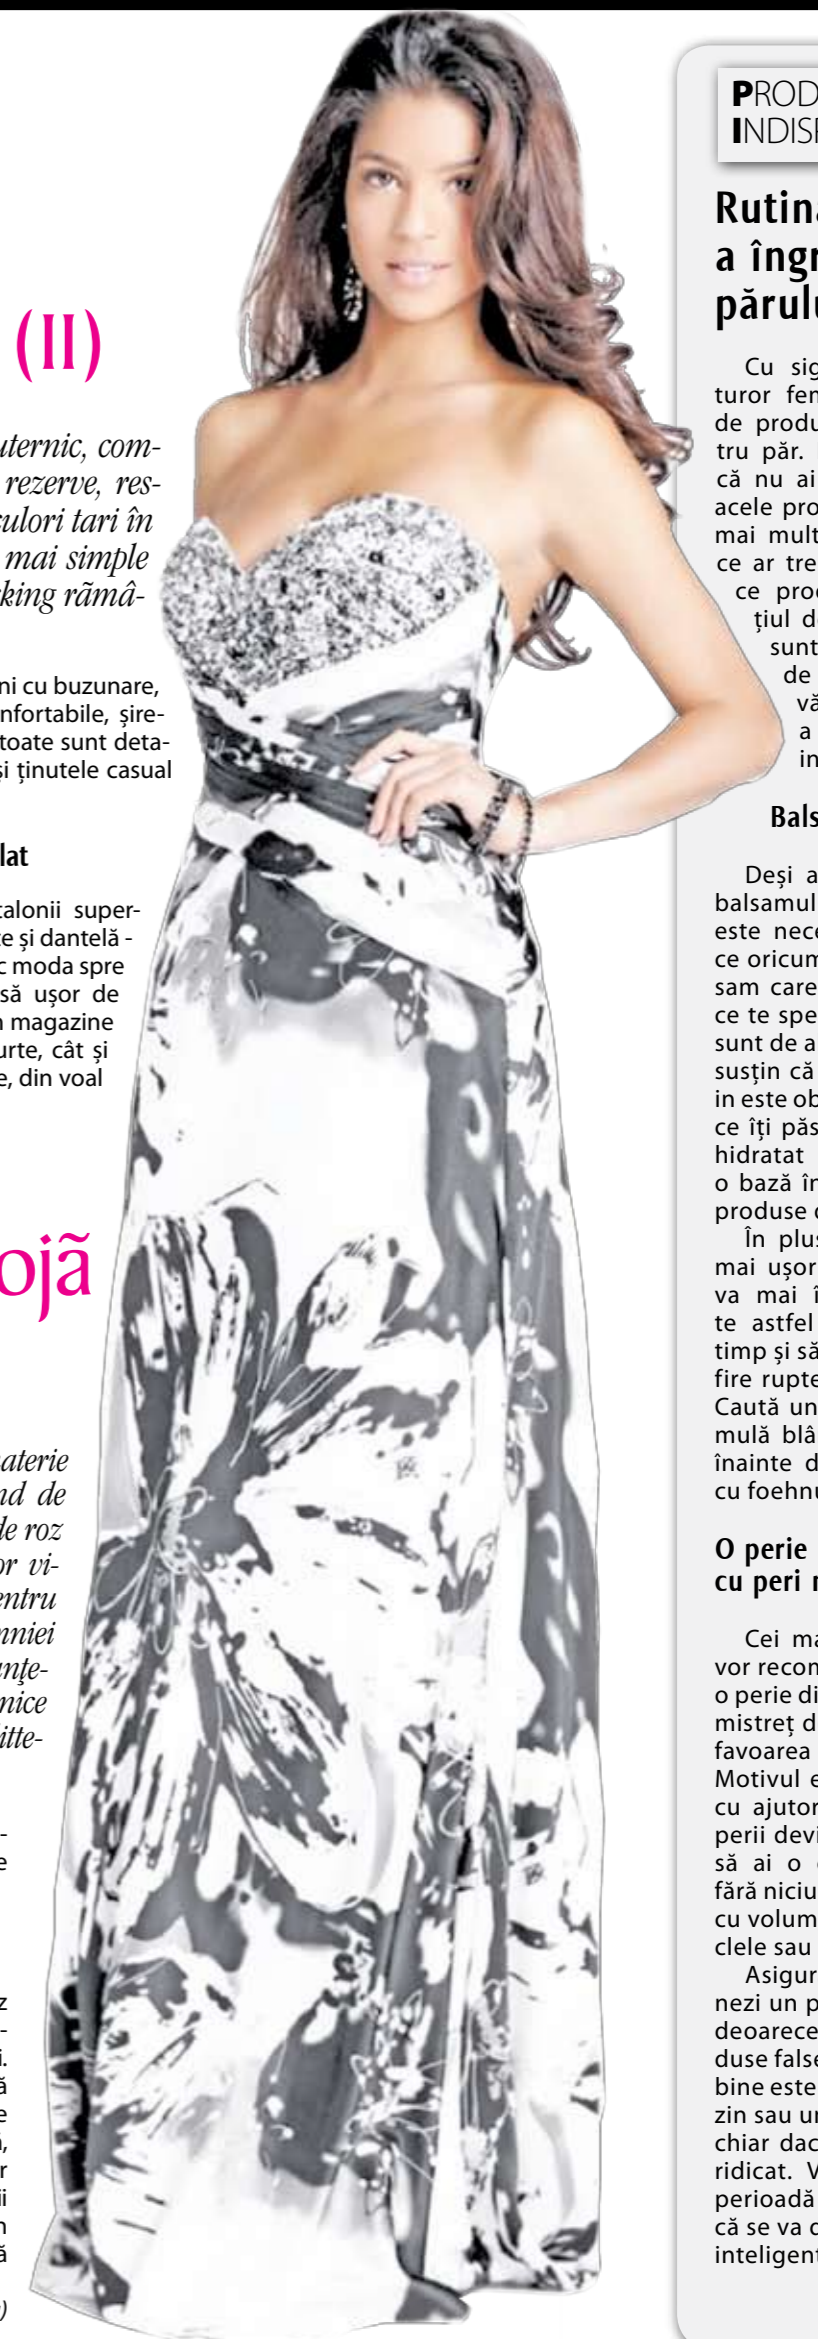 (II)
uternic, com-
rezerve, res-
ulori tari în
mai simple
king rămâ-
ni cu buzunare,
nfortabile, șire-
toate sunt deta-
și ținutele casual
lat
talonii super-
te și dantelă -
c moda spre
să ușor de
n magazine
urte, cât și
e, din voal
ojă
aterie
nd de
de roz
or vi-
entru
nniei
anţe-
nice
itte-
-
e
z
-
i.
ă
e
,
r
ii
n
ă
)
PROD
INDISP
Rutina
a îngr
părulu
Cu sig
turor fem
de produ
tru păr.
că nu ai
acele pro
mai mult
ce ar tre
ce prod
țiul de
sunt
de
vă
a
in
Bals
Deși a
balsamul
este nece
ce oricum
sam care
ce te spe
sunt de a
susțin că
in este ob
ce îți păs
hidratat
o bază în
produse d
În plus
mai ușor
va mai î
te astfel
timp și să
fire rupte
Caută un
mulă blâ
înainte d
cu foehnu
O perie
cu peri m
Cei ma
vor recom
o perie di
mistreț d
favoarea
Motivul e
cu ajutor
perii devi
să ai o c
fără niciu
cu volum
clele sau
Asigur
nezi un p
deoarece
duse false
bine este
zin sau un
chiar dac
ridicat. V
perioadă
că se va d
inteligent